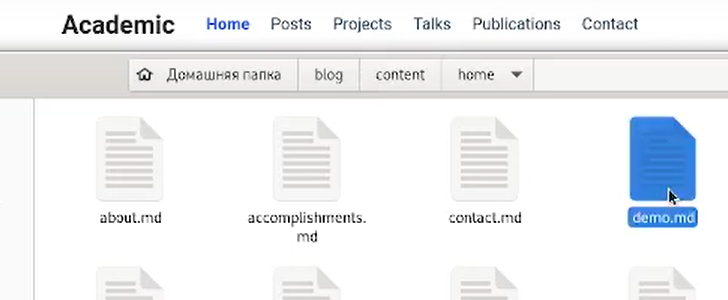 Academic Home Posts Projects Talks Publications Contact
Домашняя папка blog content home
about.md accomplishments.md contact.md demo.md